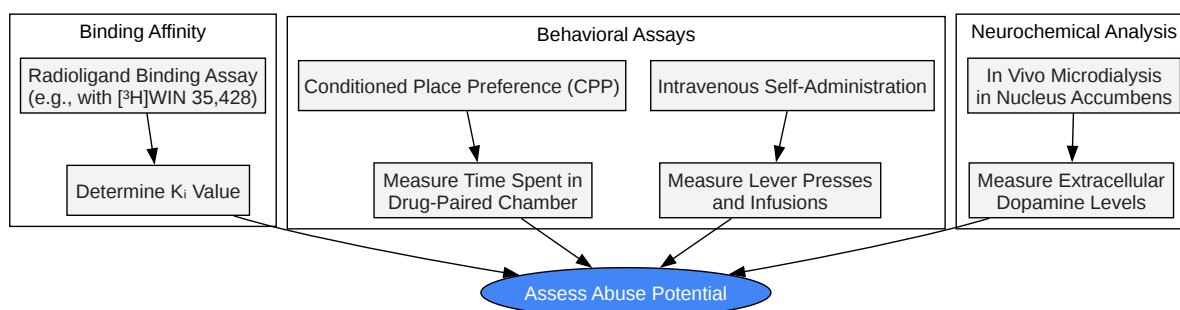 Binding Affinity
Radioligand Binding Assay
(e.g., with [³H]WIN 35,428)
Determine Kᵢ Value
Behavioral Assays
Conditioned Place Preference (CPP)
Intravenous Self-Administration
Measure Time Spent in
Drug-Paired Chamber
Measure Lever Presses
and Infusions
Neurochemical Analysis
In Vivo Microdialysis
in Nucleus Accumbens
Measure Extracellular
Dopamine Levels
Assess Abuse Potential